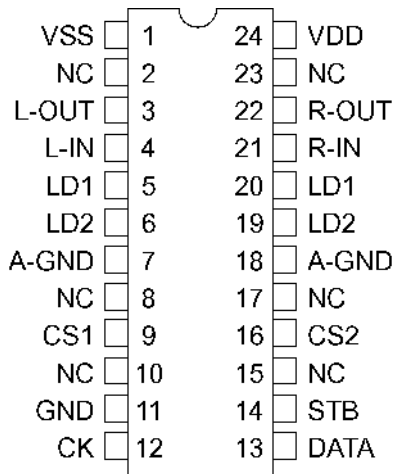 VSS 1 24 VDD
NC 2 23 NC
L-OUT 3 22 R-OUT
L-IN 4 21 R-IN
LD1 5 20 LD1
LD2 6 19 LD2
A-GND 7 18 A-GND
NC 8 17 NC
CS1 9 16 CS2
NC 10 15 NC
GND 11 14 STB
CK 12 13 DATA